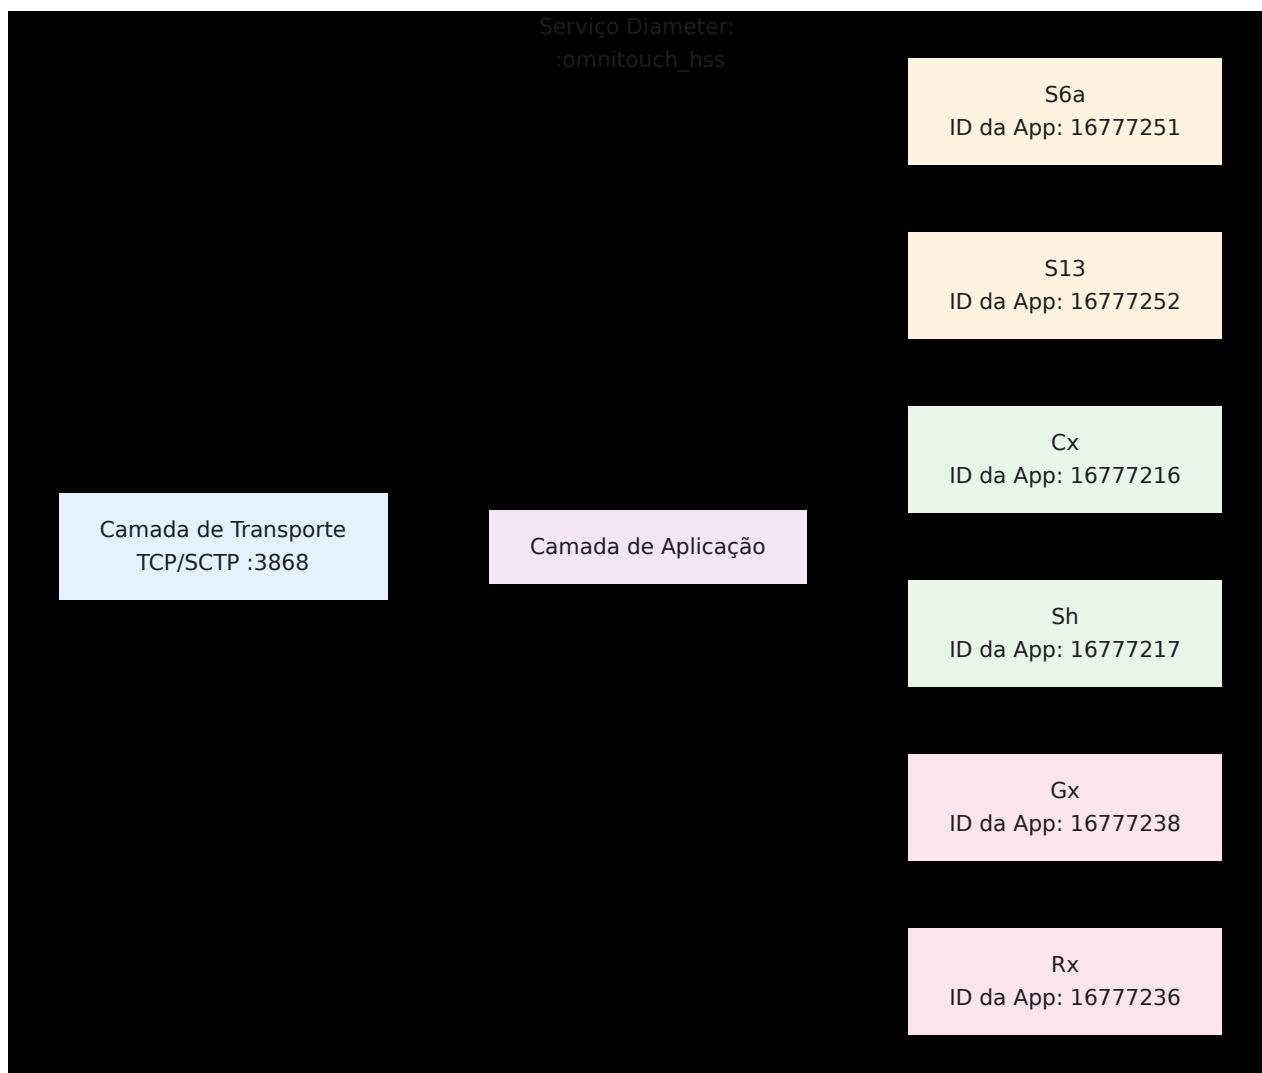 Serviço Diameter:
:omnitouch_hss
S6a
ID da App: 16777251
S13
ID da App: 16777252
Cx
ID da App: 16777216
Camada de Transporte
TCP/SCTP :3868
Camada de Aplicação
Sh
ID da App: 16777217
Gx
ID da App: 16777238
Rx
ID da App: 16777236